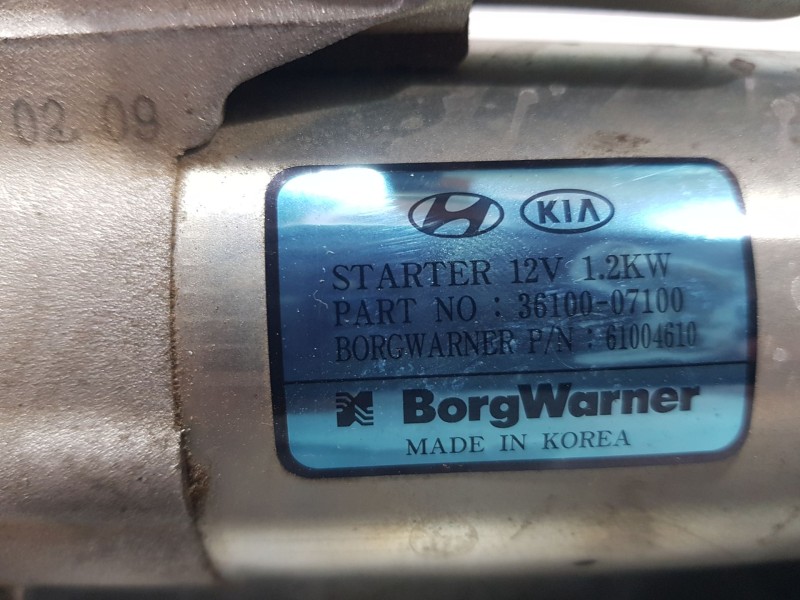 02 09
KIA
STARTER 12V 1.2KW
PART NO : 36100-07100
BORGWARNER P/N : 61004610
BorgWarner
MADE IN KOREA